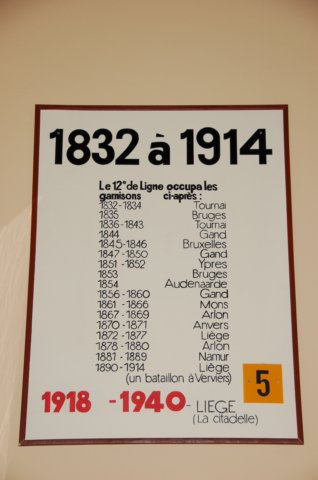 1832 à 1914
Le 12e de Ligne occupa les
garnisons ci-après :
1832-1834 Tournai
1835 Bruges
1836-1843 Tournai
1844 Gand
1845-1846 Bruxelles
1847-1850 Gand
1851-1852 Ypres
1853 Bruges
1854 Audenaarde
1856-1860 Gand
1861-1866 Mons
1867-1869 Arlon
1870-1871 Anvers
1872-1877 Liège
1878-1880 Arlon
1881-1889 Namur
1890-1914 Liège
(un bataillon à Verviers)
5
1918 -1940- LIEGE
(La citadelle)